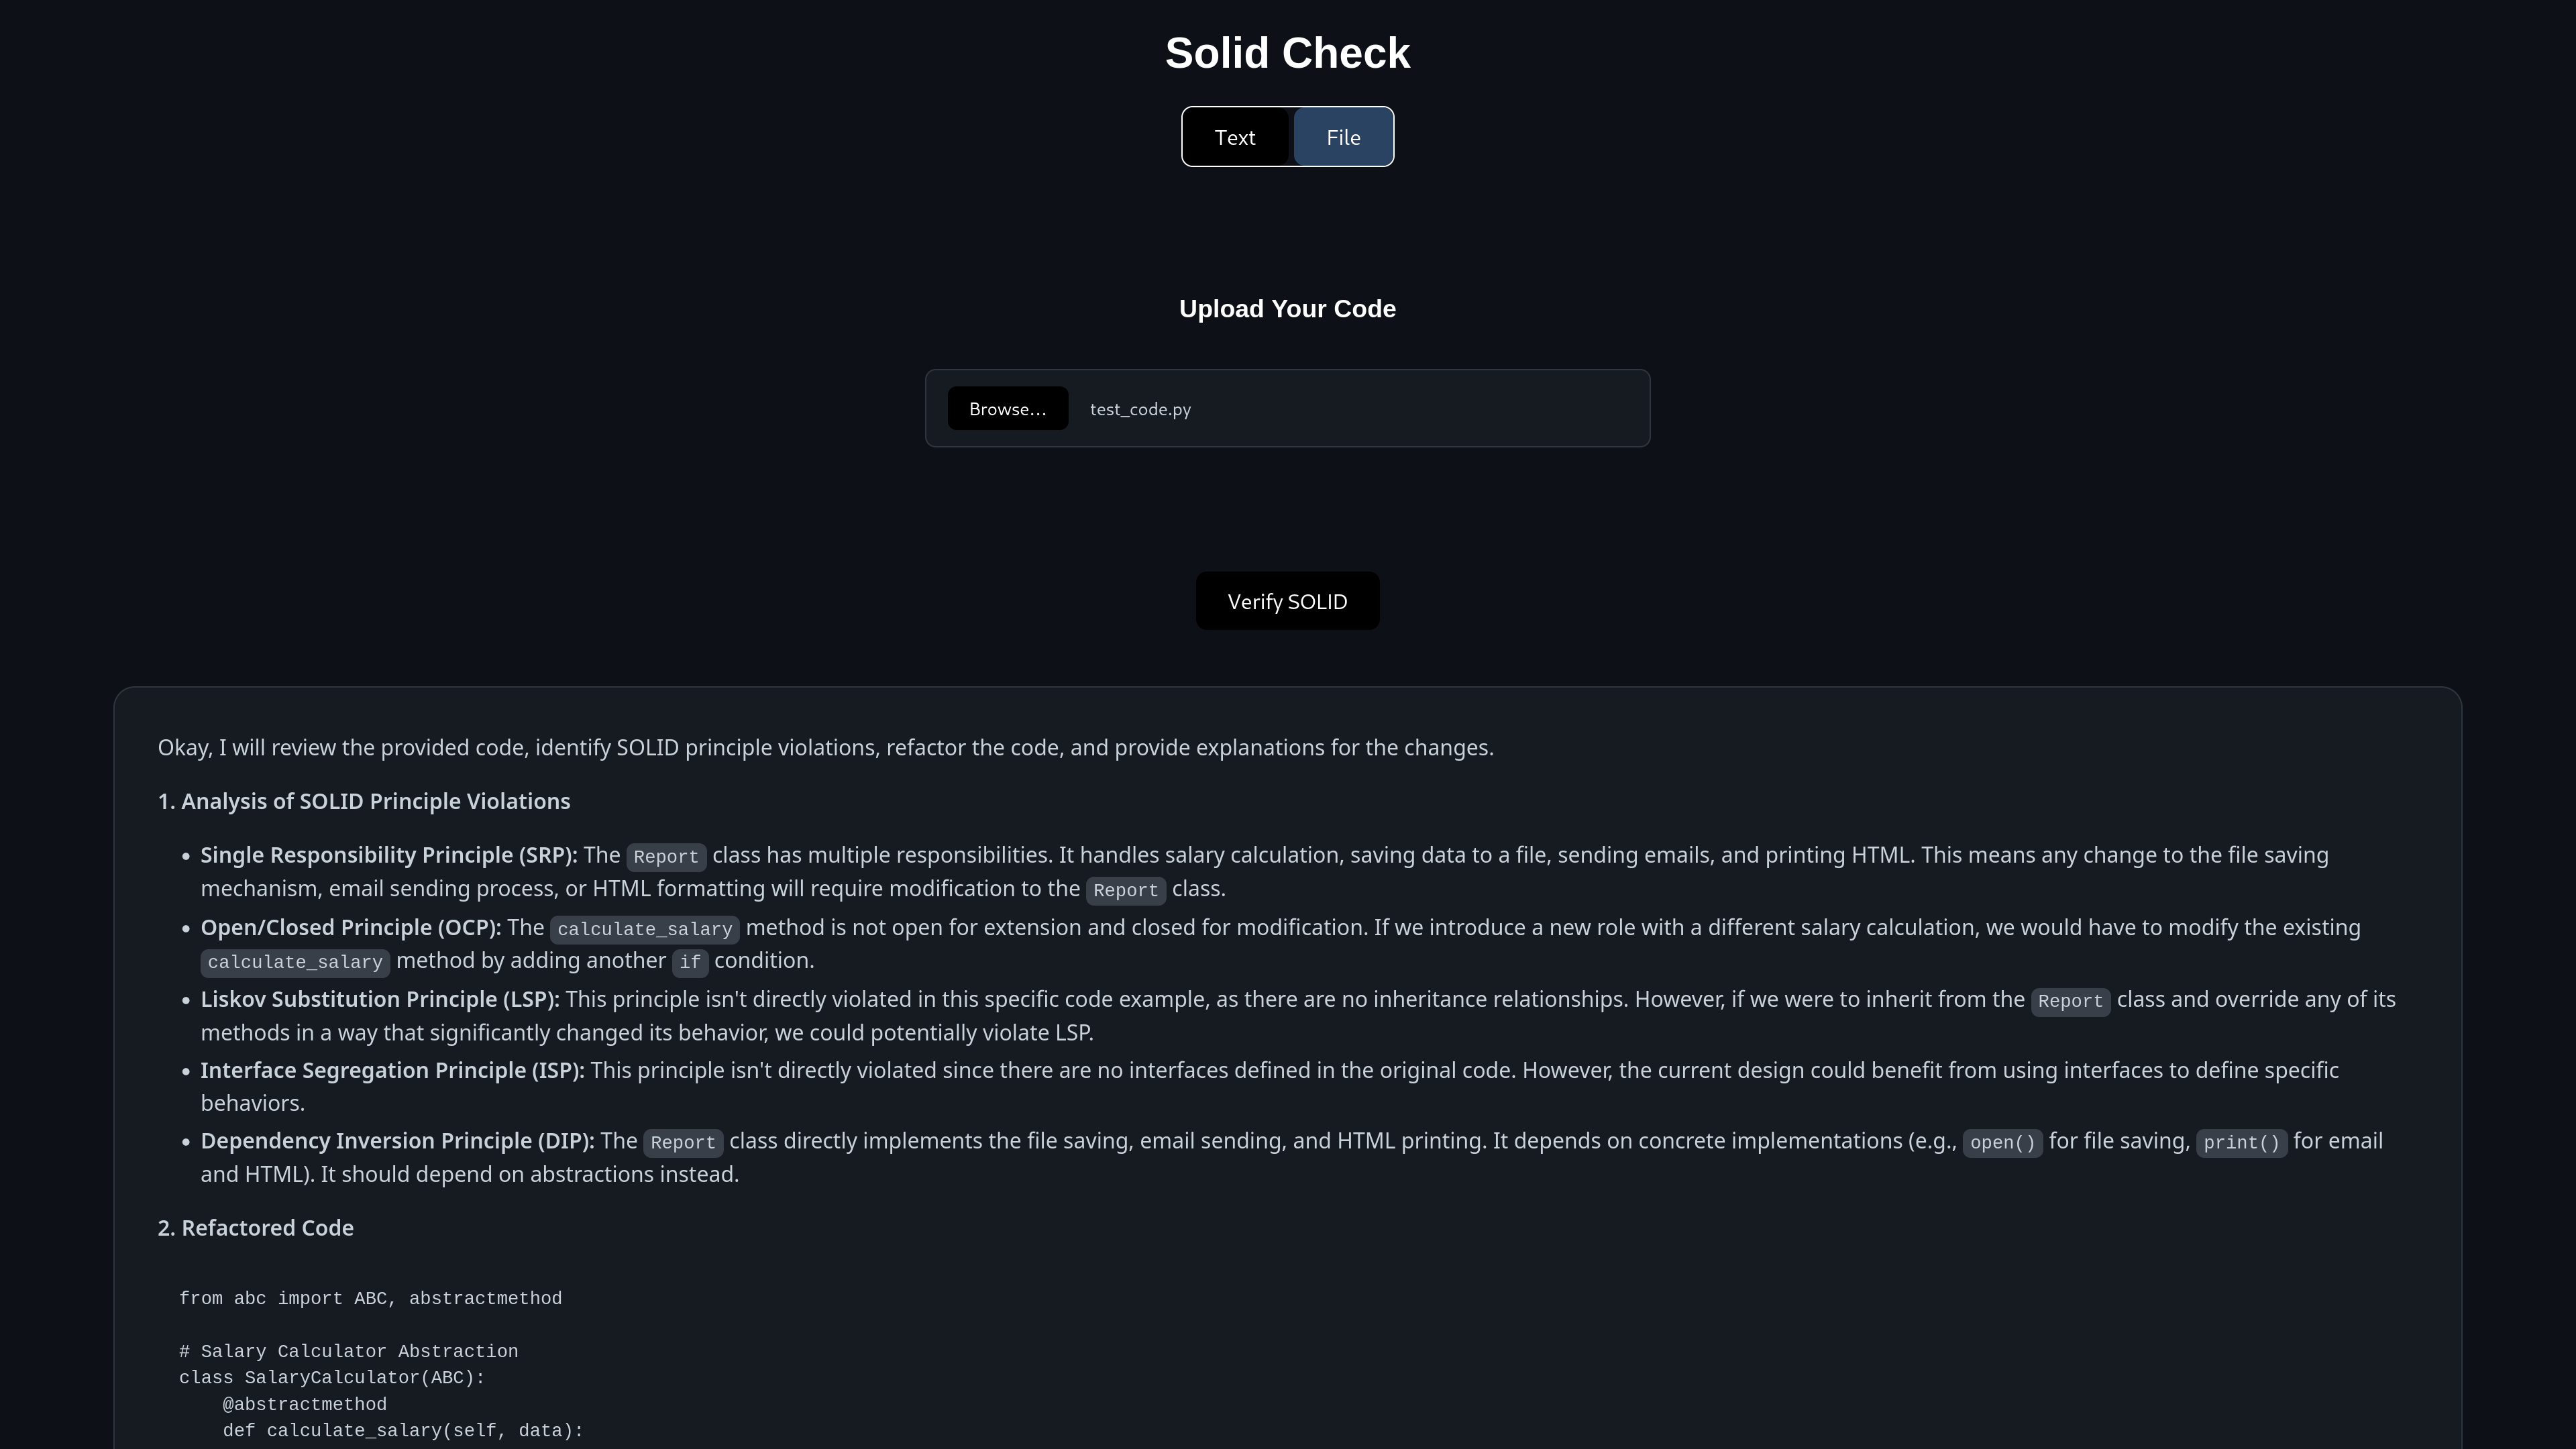 Solid Check
Text File
Upload Your Code
Browse... test_code.py
Verify SOLID
Okay, I will review the provided code, identify SOLID principle violations, refactor the code, and provide explanations for the changes.
1. Analysis of SOLID Principle Violations
• Single Responsibility Principle (SRP): The Report class has multiple responsibilities. It handles salary calculation, saving data to a file, sending emails, and printing HTML. This means any change to the file saving
mechanism, email sending process, or HTML formatting will require modification to the Report class.
• Open/Closed Principle (OCP): The calculate_salary method is not open for extension and closed for modification. If we introduce a new role with a different salary calculation, we would have to modify the existing
calculate_salary method by adding another if condition.
• Liskov Substitution Principle (LSP): This principle isn't directly violated in this specific code example, as there are no inheritance relationships. However, if we were to inherit from the Report class and override any of its
methods in a way that significantly changed its behavior, we could potentially violate LSP.
• Interface Segregation Principle (ISP): This principle isn't directly violated since there are no interfaces defined in the original code. However, the current design could benefit from using interfaces to define specific
behaviors.
• Dependency Inversion Principle (DIP): The Report class directly implements the file saving, email sending, and HTML printing. It depends on concrete implementations (e.g., open() for file saving, print() for email
and HTML). It should depend on abstractions instead.
2. Refactored Code
from abc import ABC, abstractmethod
# Salary Calculator Abstraction
class SalaryCalculator(ABC):
    @abstractmethod
    def calculate_salary(self, data):